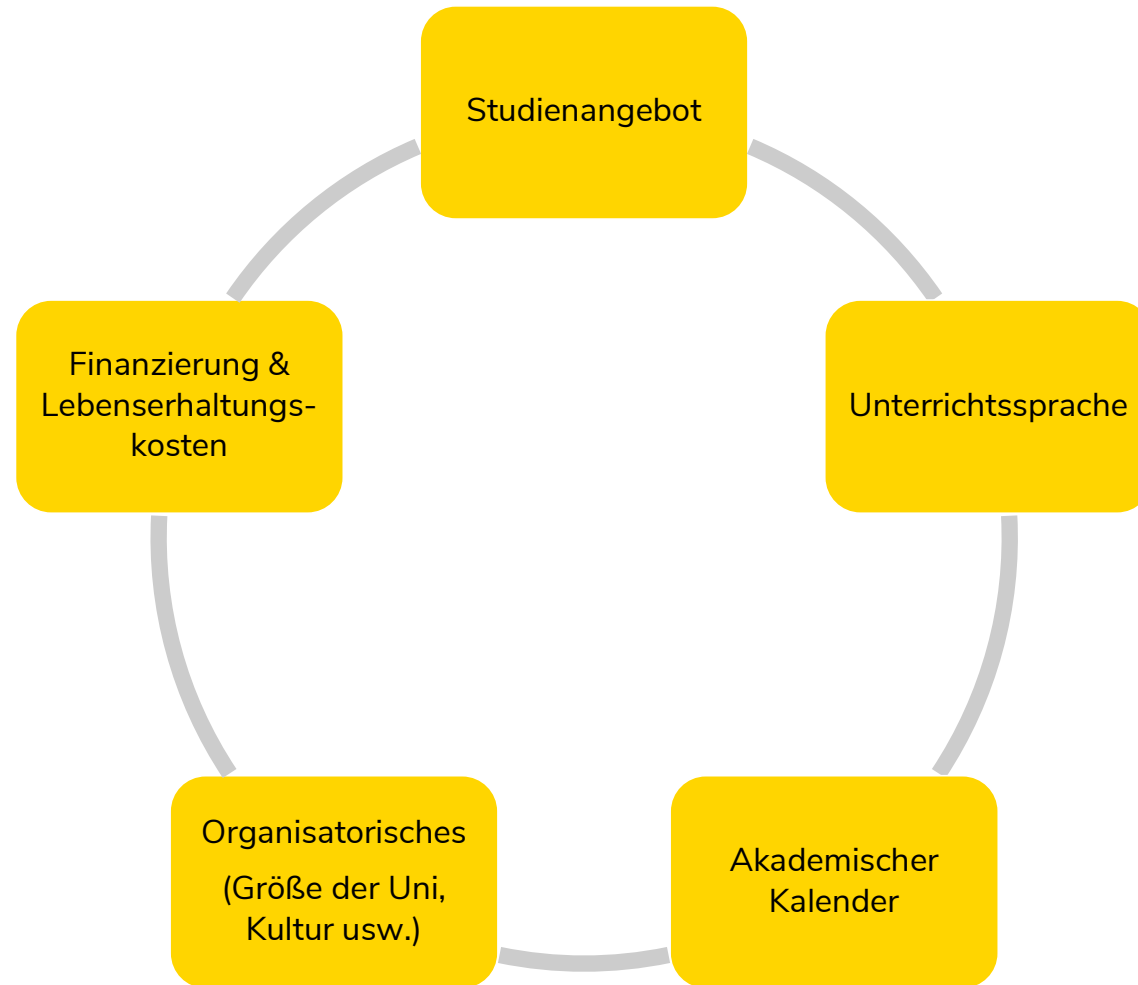 Studienangebot
Unterrichtssprache
Akademischer
Kalender
Organisatorisches
(Größe der Uni,
Kultur usw.)
Finanzierung &
Lebenserhaltungs-
kosten